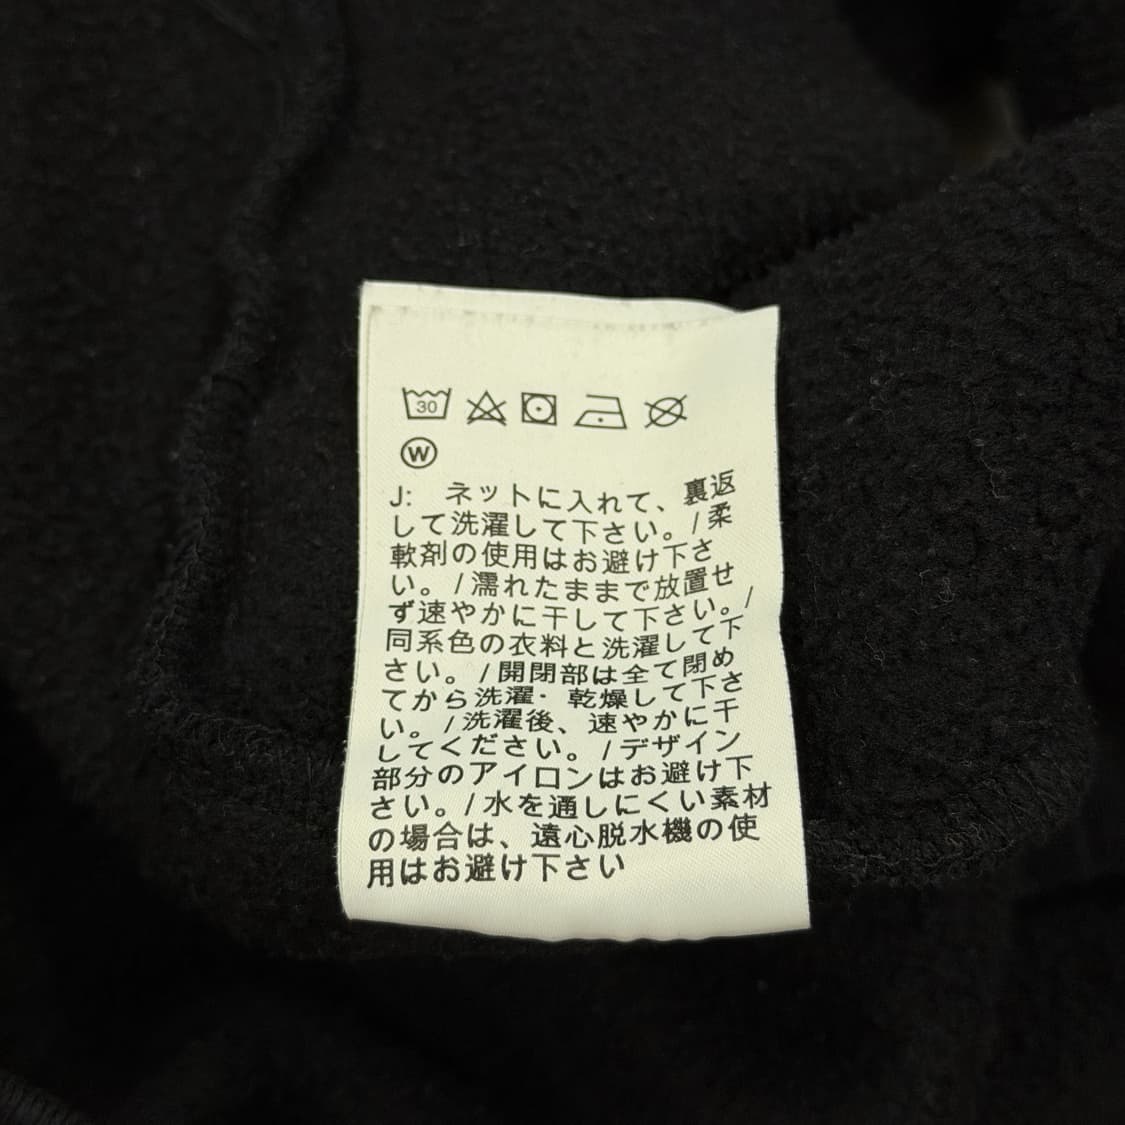 30
W
J: ネットに入れて、裏返
して洗濯して下さい。/柔
軟剤の使用はお避け下さ
い。/濡れたままで放置せ
ず速やかに干して下さい。/
同系色の衣料と洗濯して下
さい。/開閉部は全て閉め
てから洗濯・乾燥して下さ
い。/洗濯後、速やかに干
してください。/デザイン
部分のアイロンはお避け下
さい。/水を通しにくい素材
の場合は、遠心脱水機の使
用はお避け下さい